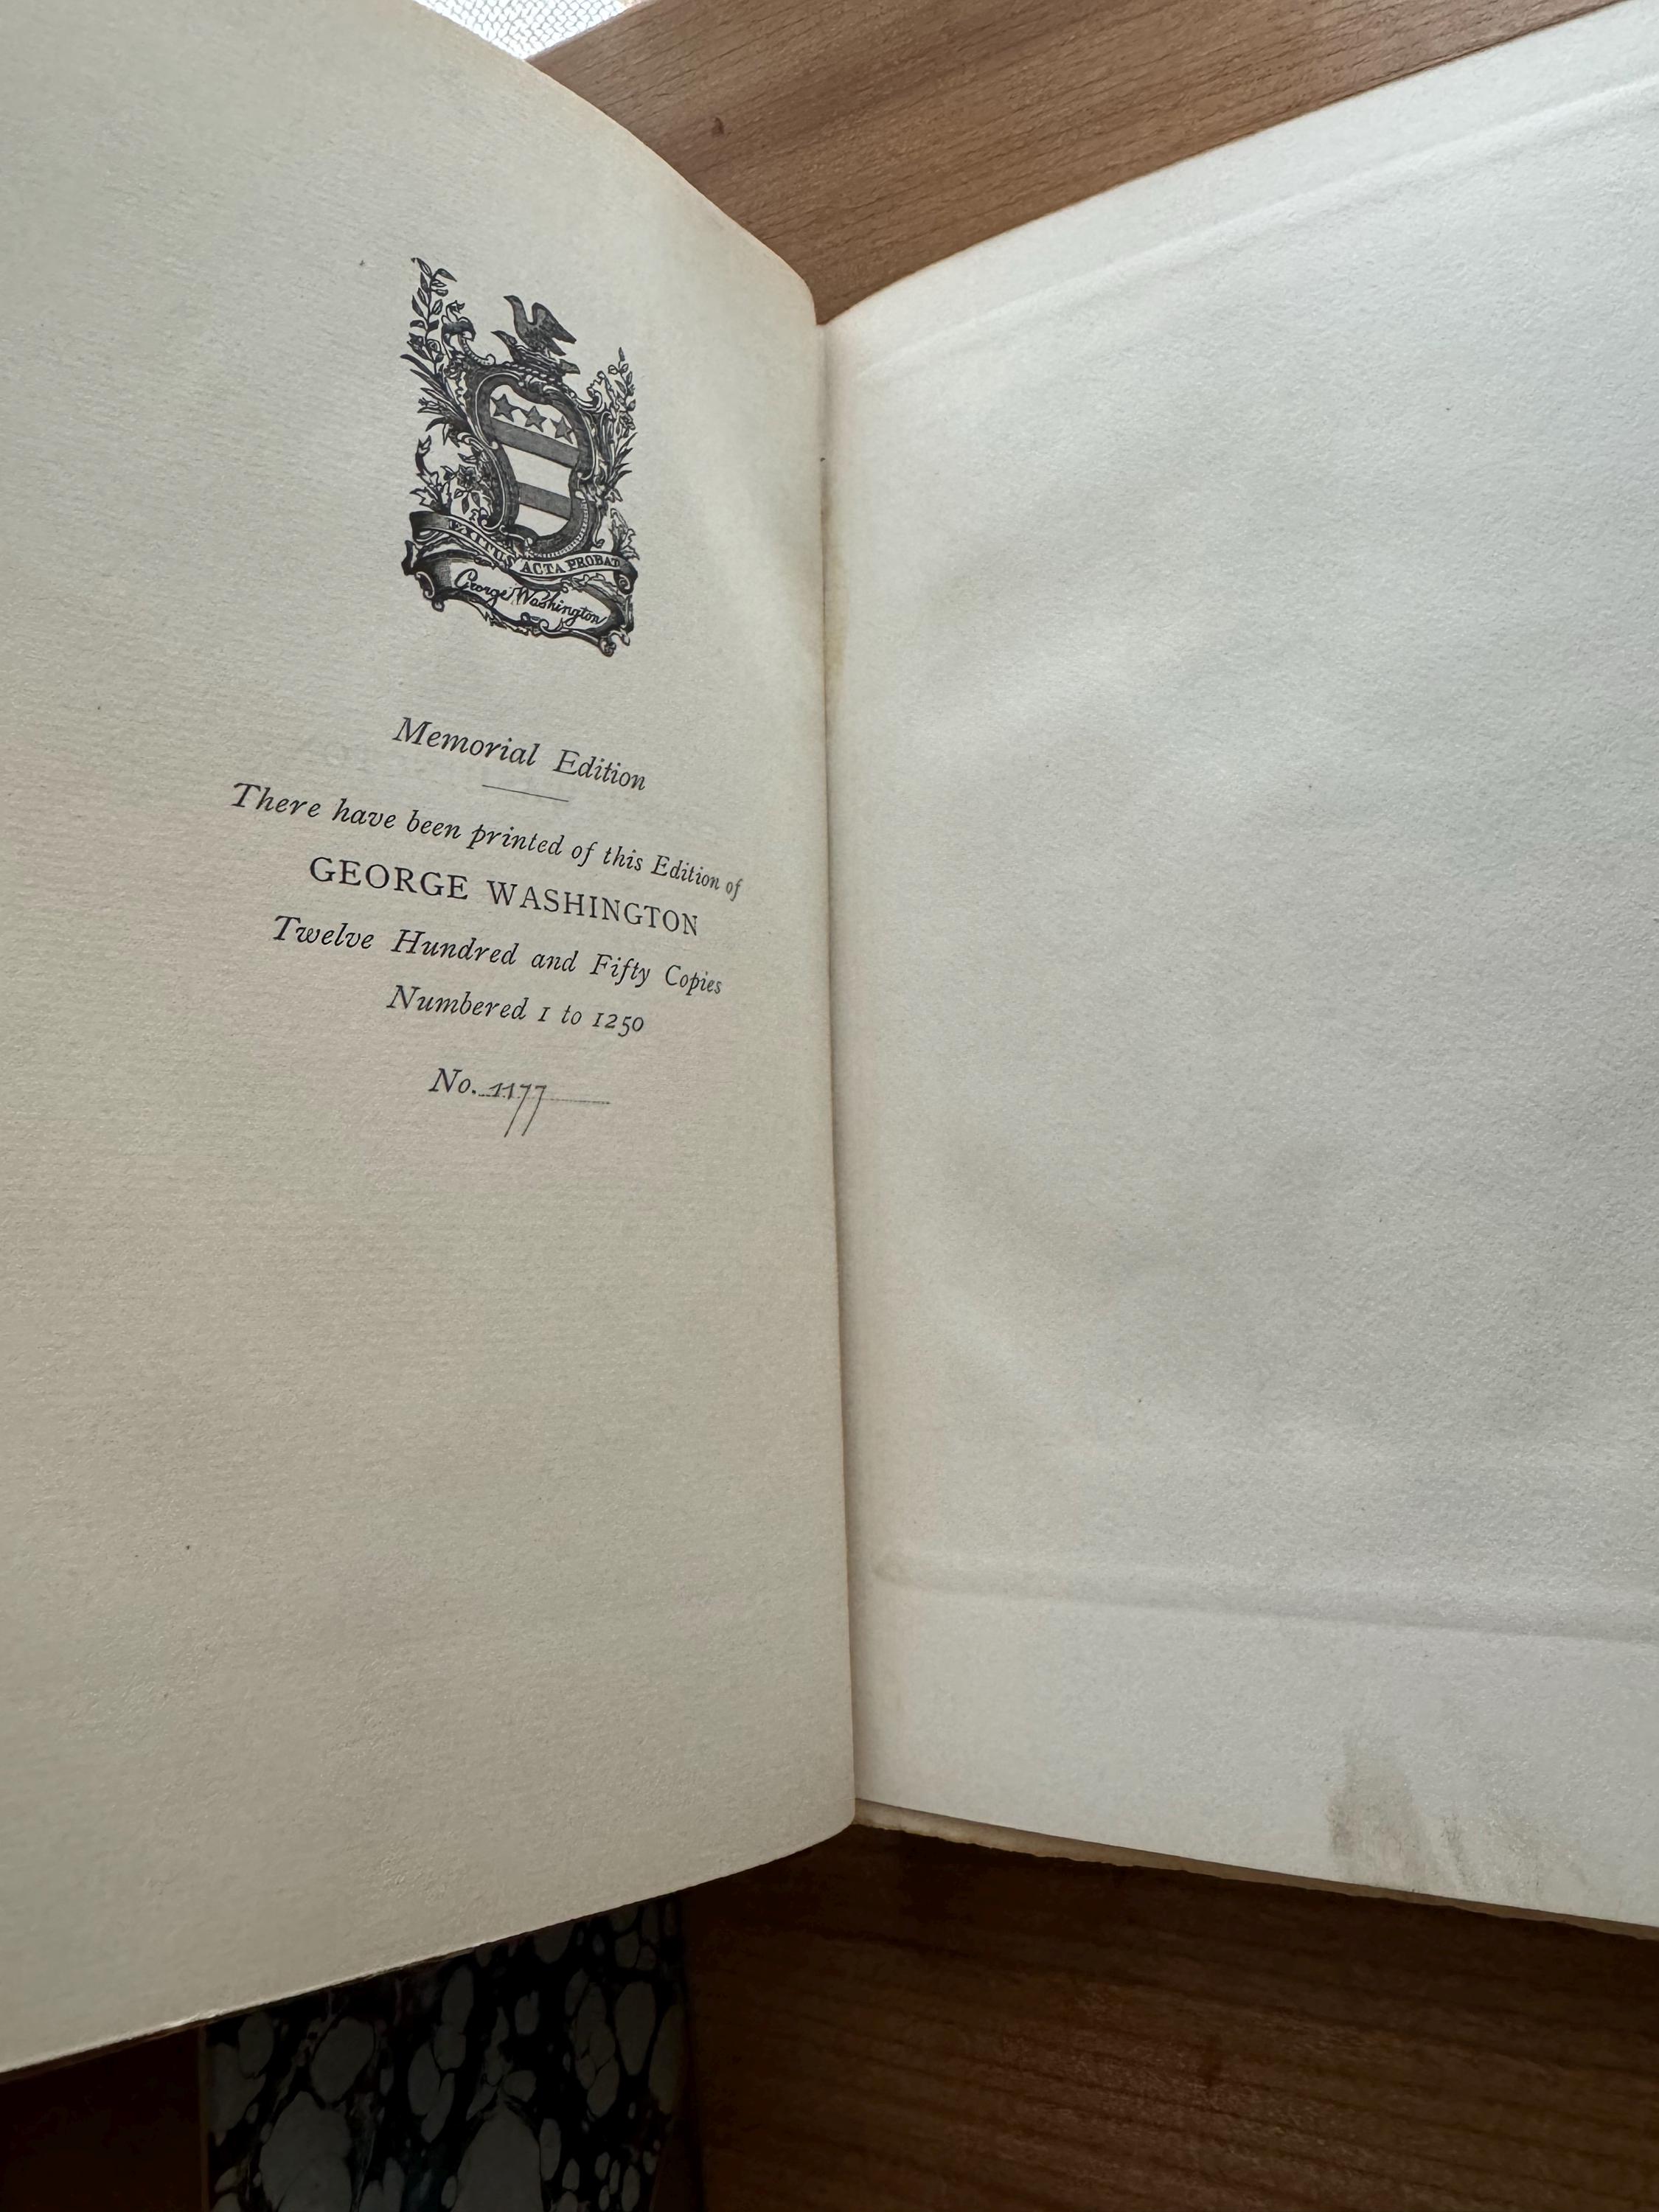 EXITUS ACTA PROBAT
George Washington
Memorial Edition
There have been printed of this Edition of
GEORGE WASHINGTON
Twelve Hundred and Fifty Copies
Numbered 1 to 1250
No. 1177